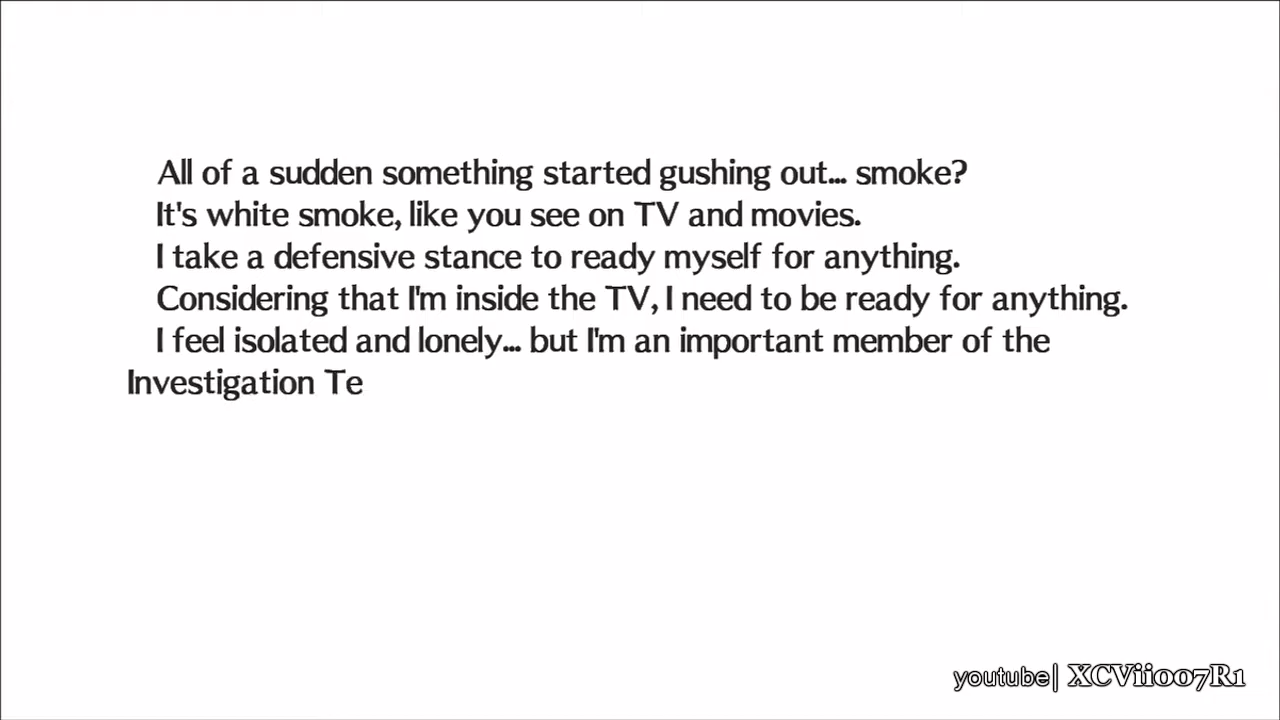 All of a sudden something started gushing out... smoke?
It's white smoke, like you see on TV and movies.
I take a defensive stance to ready myself for anything.
Considering that I'm inside the TV, I need to be ready for anything.
I feel isolated and lonely... but I'm an important member of the
Investigation Te
youtube| XCVii007R1